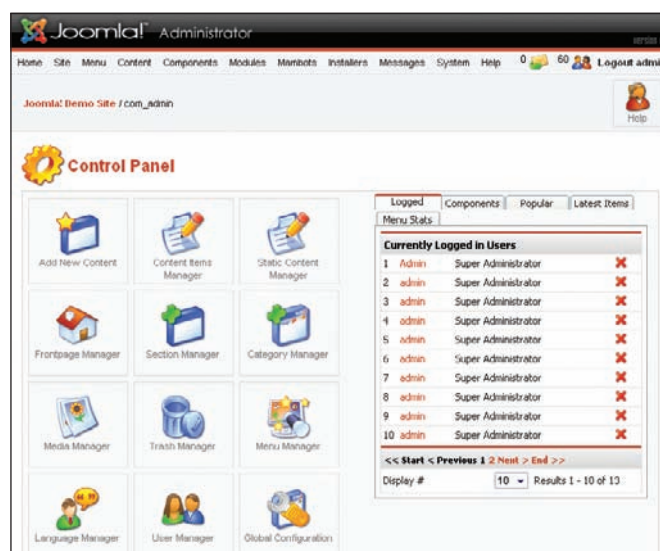 Joomla! Administrator
version
Home Site Menu Content Components Modules Mambots Installers Messages System Help 0 60 Logout admi
Joomla! Demo Site / com_admin
Help
Control Panel
Add New Content
Content Items Manager
Static Content Manager
Frontpage Manager
Section Manager
Category Manager
Media Manager
Trash Manager
Menu Manager
Language Manager
User Manager
Global Configuration
Logged Components Popular Latest Items
Menu Stats
Currently Logged in Users
1 Admin Super Administrator
2 admin Super Administrator
3 admin Super Administrator
4 admin Super Administrator
5 admin Super Administrator
6 admin Super Administrator
7 admin Super Administrator
8 admin Super Administrator
9 admin Super Administrator
10 admin Super Administrator
<< Start < Previous 1 2 Next > End >>
Display # 10 Results 1 - 10 of 13